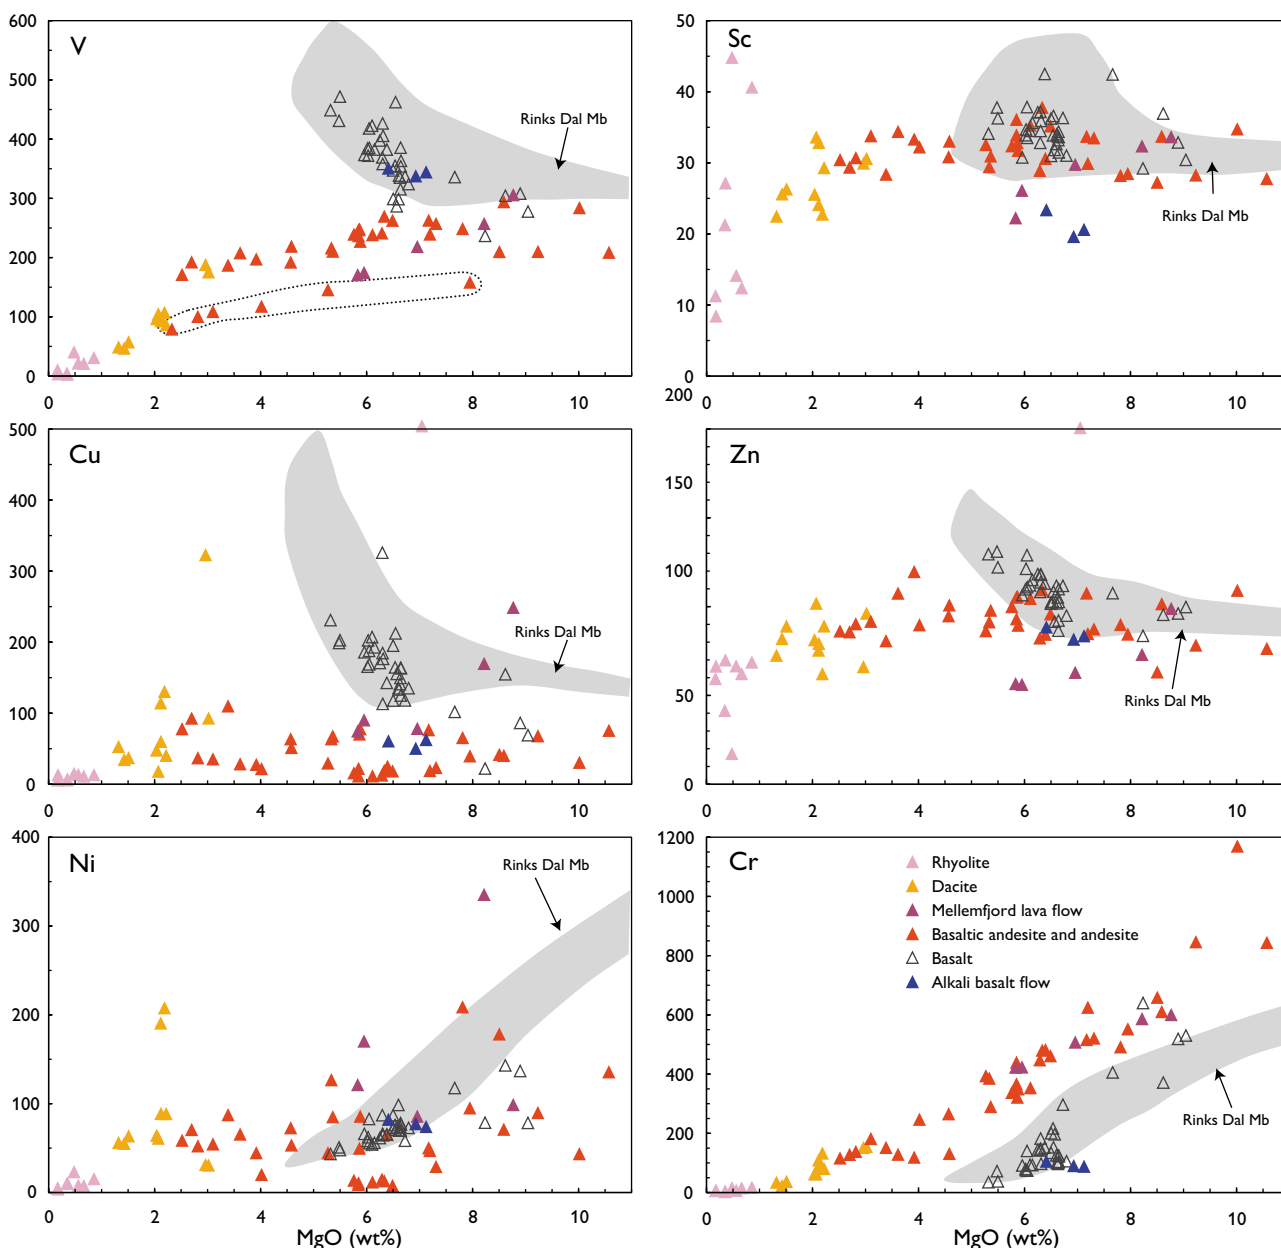 600
V
500
400
Rinks Dal Mb
300
200
100
0
0 2 4 6 8 10
50
Sc
40
30
Rinks Dal Mb
20
10
0
0 2 4 6 8 10
500
Cu
400
300
200
Rinks Dal Mb
100
0
0 2 4 6 8 10
200
Zn
150
100
Rinks Dal Mb
50
0
0 2 4 6 8 10
400
Ni
Rinks Dal Mb
300
200
100
0
0 2 4 6 8 10
MgO (wt%)
1200
Cr
Rhyolite
Dacite
1000
Mellemfjord lava flow
Basaltic andesite and andesite
Basalt
800
Alkali basalt flow
600
400
Rinks Dal Mb
200
0
0 2 4 6 8 10
MgO (wt%)